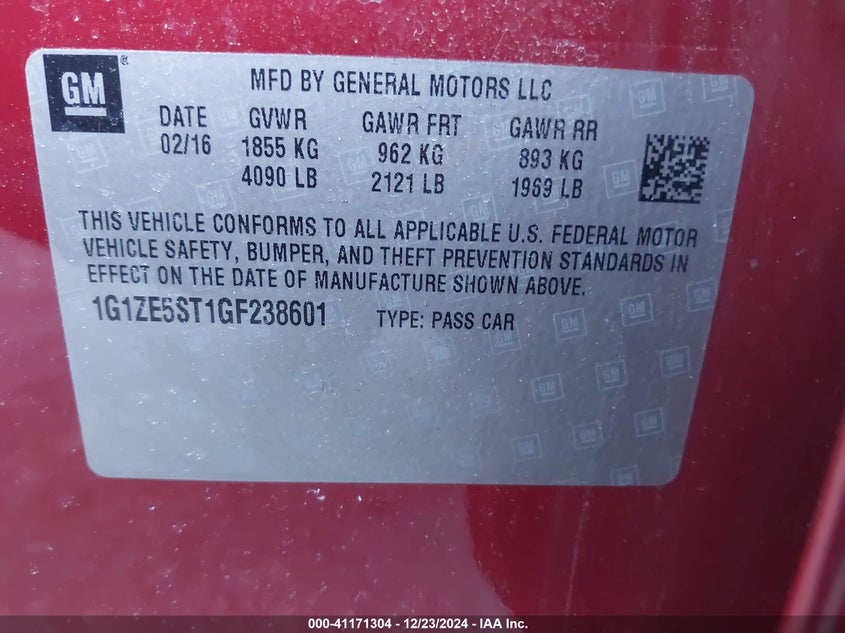 GM
MFD BY GENERAL MOTORS LLC
DATE GVWR GAWR FRT GAWR RR
02/16 1855 KG 962 KG 893 KG
4090 LB 2121 LB 1969 LB
THIS VEHICLE CONFORMS TO ALL APPLICABLE U.S. FEDERAL MOTOR
VEHICLE SAFETY, BUMPER, AND THEFT PREVENTION STANDARDS IN
EFFECT ON THE DATE OF MANUFACTURE SHOWN ABOVE.
1G1ZE5ST1GF238601 TYPE: PASS CAR
000-41171304 - 12/23/2024 - IAA Inc.